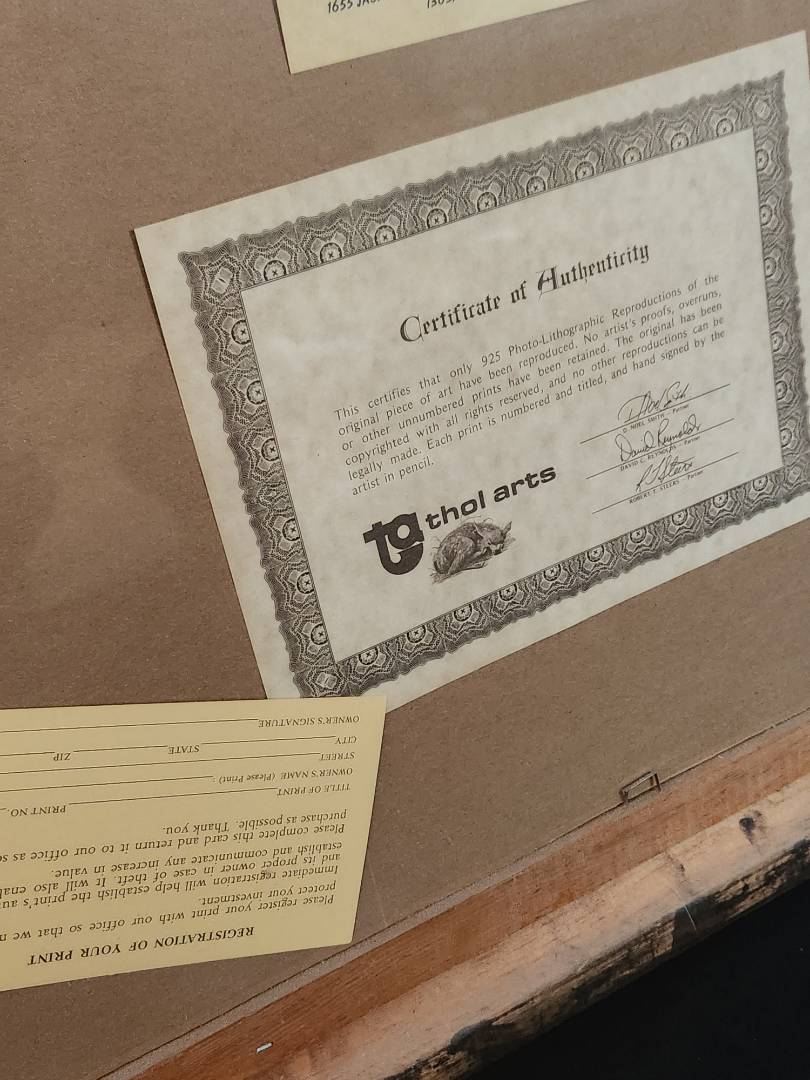 1655
Certificate of Authenticity
This certifies that only 925 Photo-Lithographic Reproductions of the
original piece of art have been reproduced. No artist's proofs, overruns,
or other unnumbered prints have been retained. The original has been
copyrighted with all rights reserved, and no other reproductions can be
legally made. Each print is numbered and titled, and hand signed by the
artist in pencil.
D. NOEL SMITH — Partner
David Reynolds
DAVID C. REYNOLDS — Partner
ROBERT T. STEERS — Partner
ta thol arts
REGISTRATION OF YOUR PRINT
Please register your print with our office so that we
protect your investment.
Immediate registration will help establish the print's
and its proper owner in case of theft. It will also
establish and communicate any increase in value.
Please complete this card and return it to our office as
purchase as possible. Thank you.
TITLE OF PRINT PRINT NO.
OWNER'S NAME (Please Print) :
STREET
CITY STATE ZIP
OWNER'S SIGNATURE